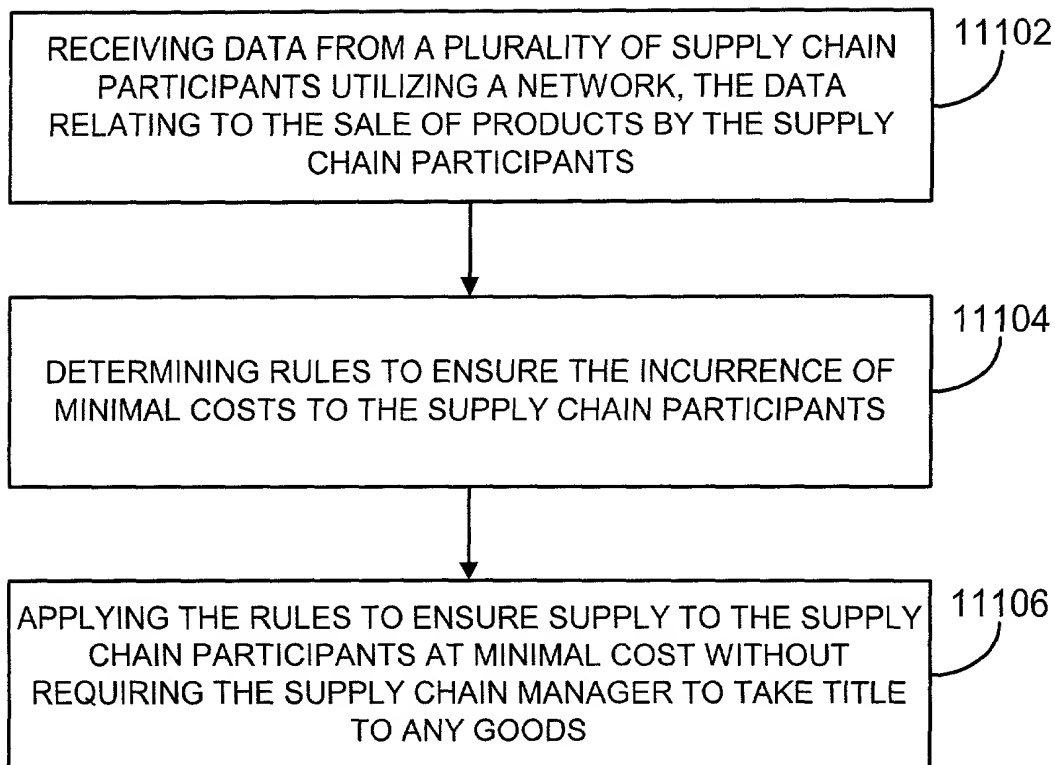 RECEIVING DATA FROM A PLURALITY OF SUPPLY CHAIN
PARTICIPANTS UTILIZING A NETWORK, THE DATA
RELATING TO THE SALE OF PRODUCTS BY THE SUPPLY
CHAIN PARTICIPANTS
11102
DETERMINING RULES TO ENSURE THE INCURRENCE OF
MINIMAL COSTS TO THE SUPPLY CHAIN PARTICIPANTS
11104
APPLYING THE RULES TO ENSURE SUPPLY TO THE SUPPLY
CHAIN PARTICIPANTS AT MINIMAL COST WITHOUT
REQUIRING THE SUPPLY CHAIN MANAGER TO TAKE TITLE
TO ANY GOODS
11106